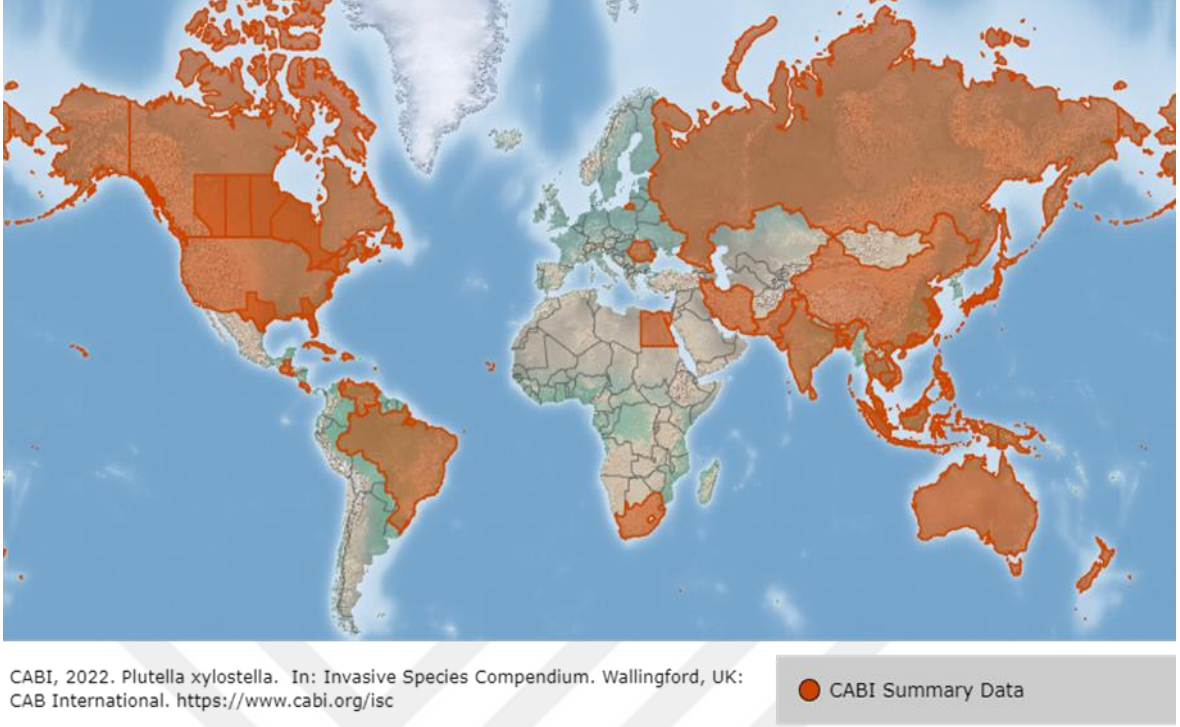 CABI, 2022. Plutella xylostella. In: Invasive Species Compendium. Wallingford, UK:
CAB International. https://www.cabi.org/isc
CABI Summary Data